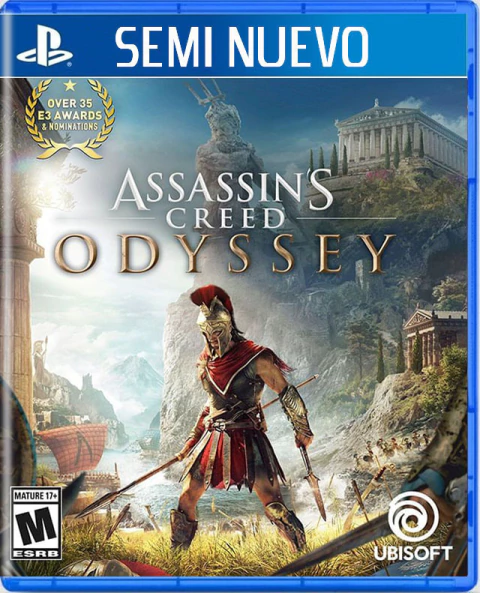 SEMI NUEVO
OVER 35
E3 AWARDS
& NOMINATIONS
ASSASSIN'S
CREED
ODYSSEY
MATURE 17+
M
ESRB
UBISOFT